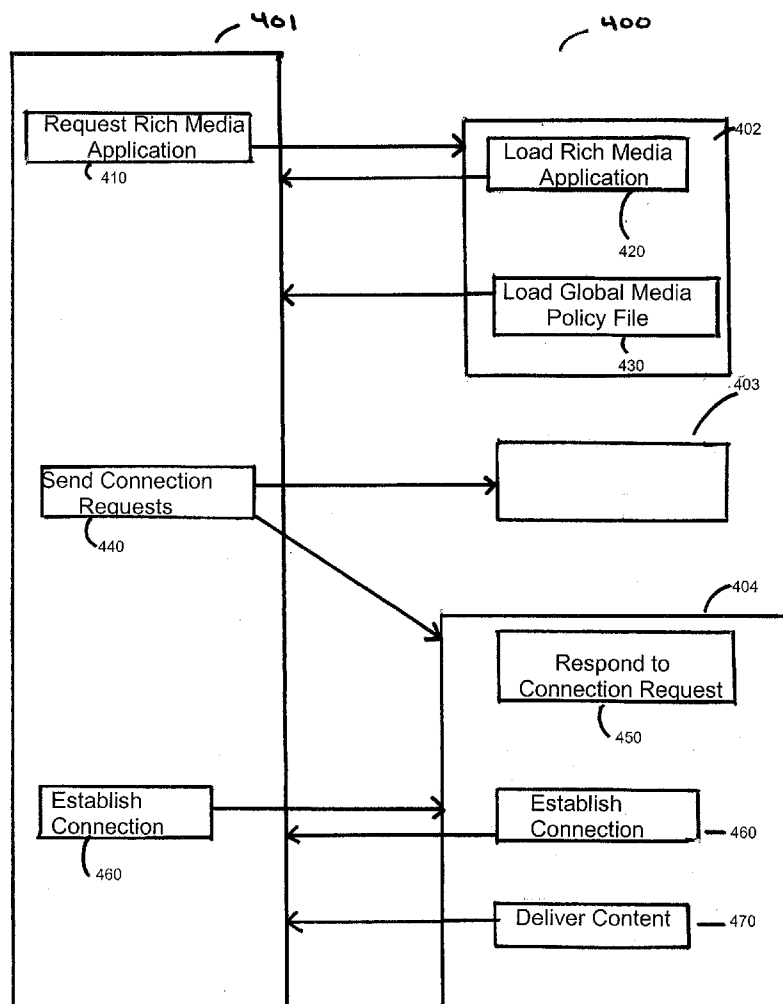 401
400
Request Rich Media
Application
410
402
Load Rich Media
Application
420
Load Global Media
Policy File
430
403
Send Connection
Requests
440
404
Respond to
Connection Request
450
Establish
Connection
460
Establish
Connection
460
Deliver Content
470